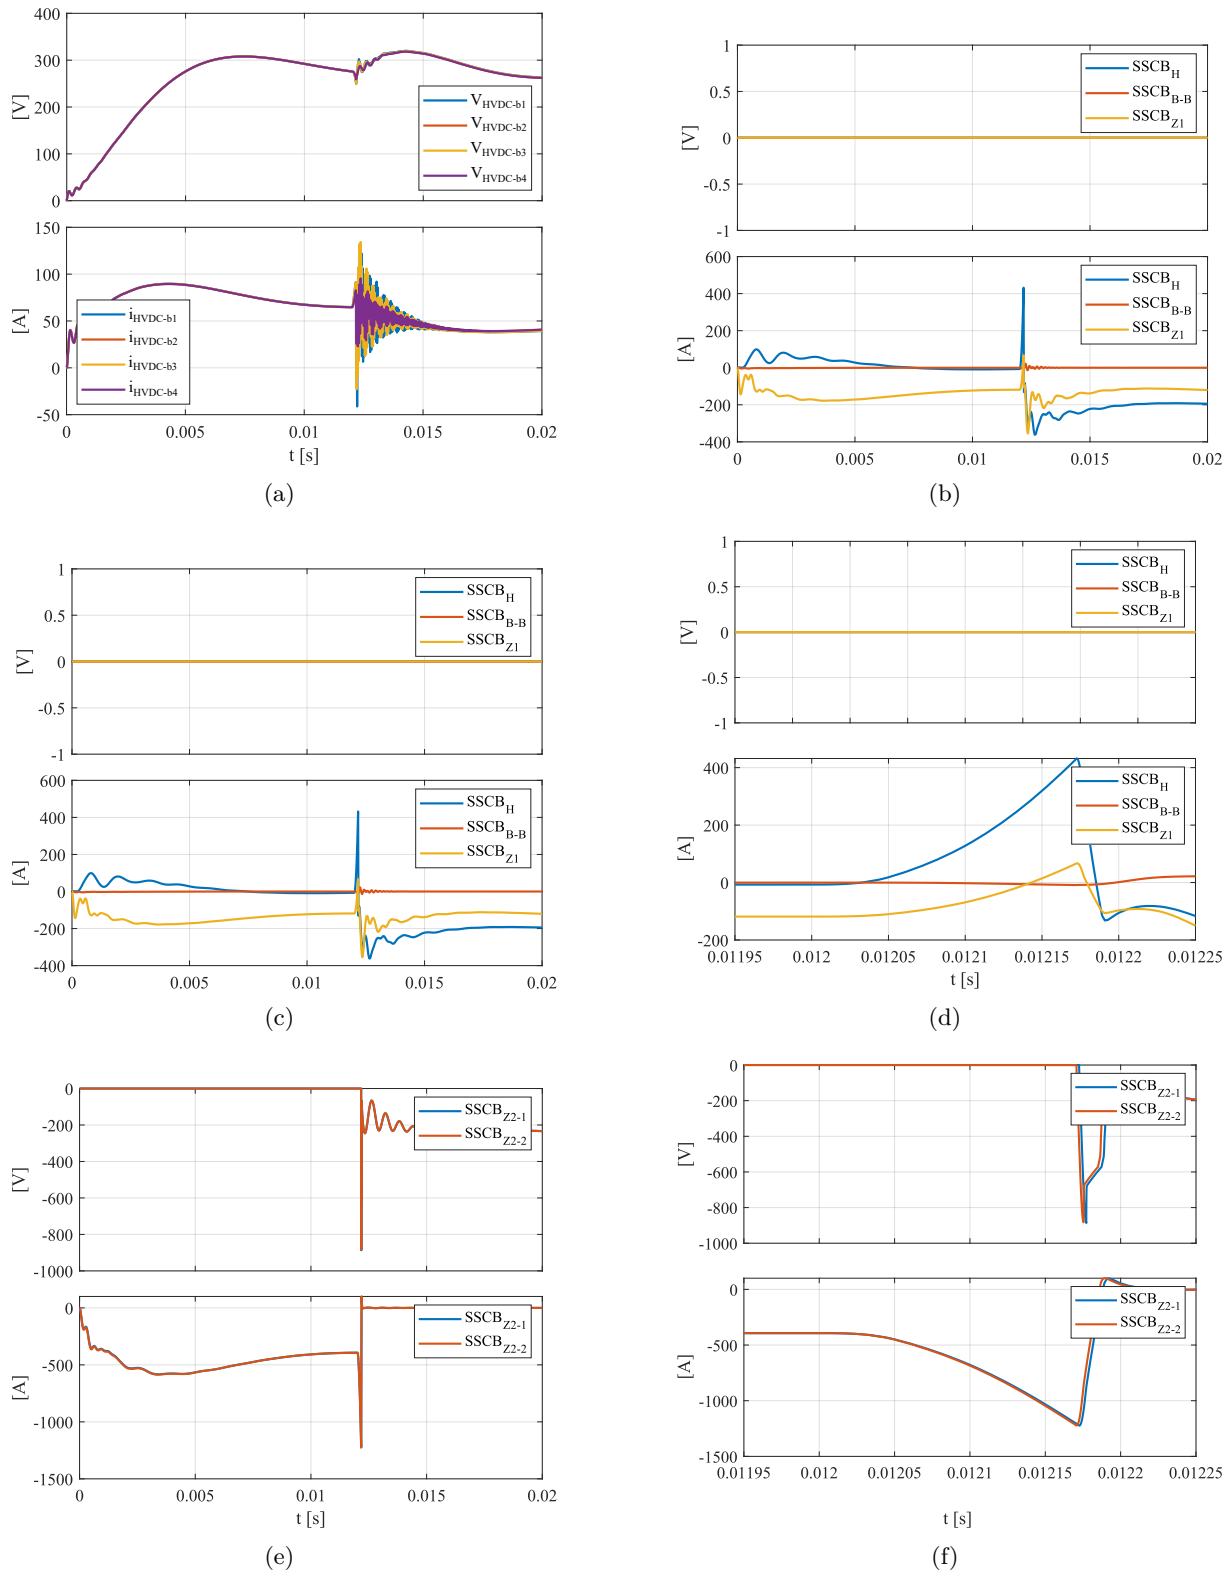 400
300
200
100
0
[V]
V_HVDC-b1
V_HVDC-b2
V_HVDC-b3
V_HVDC-b4
150
100
50
0
-50
[A]
i_HVDC-b1
i_HVDC-b2
i_HVDC-b3
i_HVDC-b4
0 0.005 0.01 0.015 0.02
t [s]
(a)
1
0.5
0
-0.5
-1
[V]
SSCB_H
SSCB_B-B
SSCB_Z1
600
400
200
0
-200
-400
[A]
SSCB_H
SSCB_B-B
SSCB_Z1
0 0.005 0.01 0.015 0.02
(b)
1
0.5
0
-0.5
-1
[V]
SSCB_H
SSCB_B-B
SSCB_Z1
600
400
200
0
-200
-400
[A]
SSCB_H
SSCB_B-B
SSCB_Z1
0 0.005 0.01 0.015 0.02
(c)
1
0.5
0
-0.5
-1
[V]
SSCB_H
SSCB_B-B
SSCB_Z1
400
200
0
-200
[A]
SSCB_H
SSCB_B-B
SSCB_Z1
0.01195 0.012 0.01205 0.0121 0.01215 0.0122 0.01225
t [s]
(d)
0
-200
-400
-600
-800
-1000
[V]
SSCB_Z2-1
SSCB_Z2-2
0
-500
-1000
-1500
[A]
SSCB_Z2-1
SSCB_Z2-2
0 0.005 0.01 0.015 0.02
t [s]
(e)
0
-200
-400
-600
-800
-1000
[V]
SSCB_Z2-1
SSCB_Z2-2
0
-500
-1000
-1500
[A]
SSCB_Z2-1
SSCB_Z2-2
0.01195 0.012 0.01205 0.0121 0.01215 0.0122 0.01225
t [s]
(f)